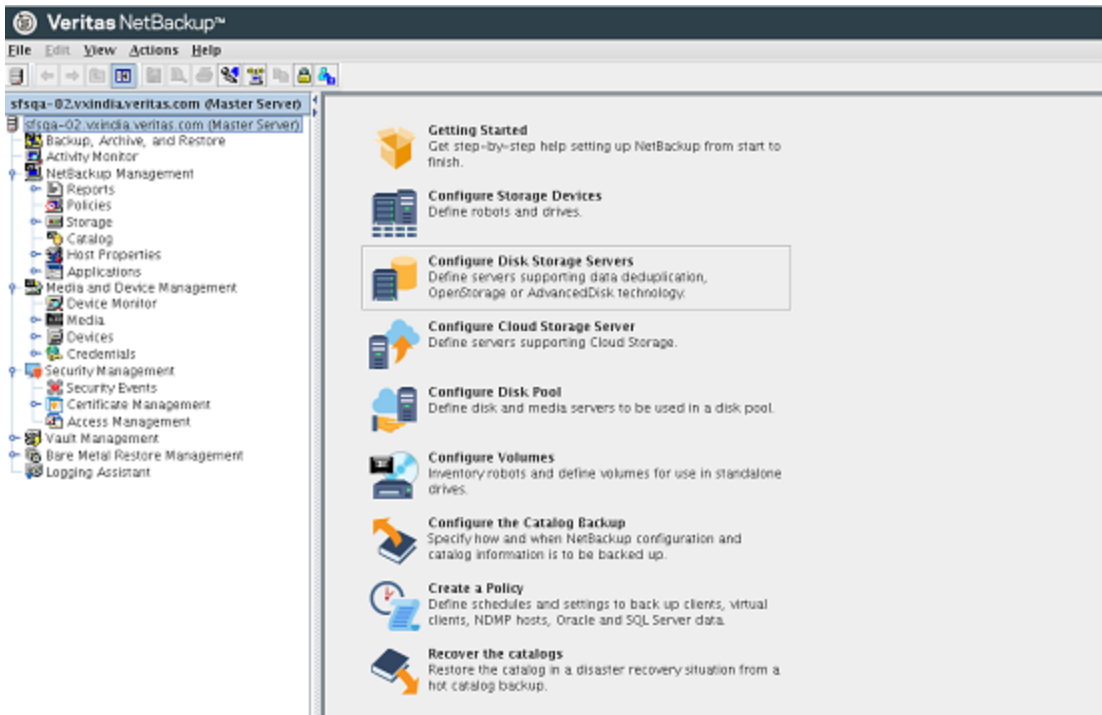 Veritas NetBackup™
File Edit View Actions Help
sfsqa-02.vxindia.veritas.com (Master Server)
sfsqa-02.vxindia.veritas.com (Master Server)
Backup, Archive, and Restore
Activity Monitor
NetBackup Management
Reports
Policies
Storage
Catalog
Host Properties
Applications
Media and Device Management
Device Monitor
Media
Devices
Credentials
Security Management
Security Events
Certificate Management
Access Management
Vault Management
Bare Metal Restore Management
Logging Assistant
Getting Started
Get step-by-step help setting up NetBackup from start to
finish.
Configure Storage Devices
Define robots and drives.
Configure Disk Storage Servers
Define servers supporting data deduplication,
OpenStorage or AdvancedDisk technology.
Configure Cloud Storage Server
Define servers supporting Cloud Storage.
Configure Disk Pool
Define disk and media servers to be used in a disk pool.
Configure Volumes
Inventory robots and define volumes for use in standalone
drives.
Configure the Catalog Backup
Specify how and when NetBackup configuration and
catalog information is to be backed up.
Create a Policy
Define schedules and settings to back up clients, virtual
clients, NDMP hosts, Oracle and SQL Server data.
Recover the catalogs
Restore the catalog in a disaster recovery situation from a
hot catalog backup.